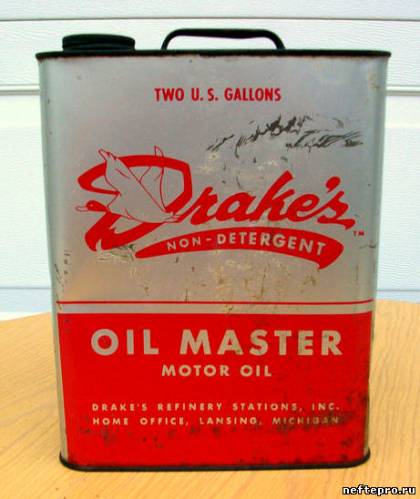 TWO U.S. GALLONS
Drake's
TM
NON-DETERGENT
OIL MASTER
MOTOR OIL
DRAKE'S REFINERY STATIONS, INC.
HOME OFFICE, LANSING, MICHIGAN
neftepro.ru